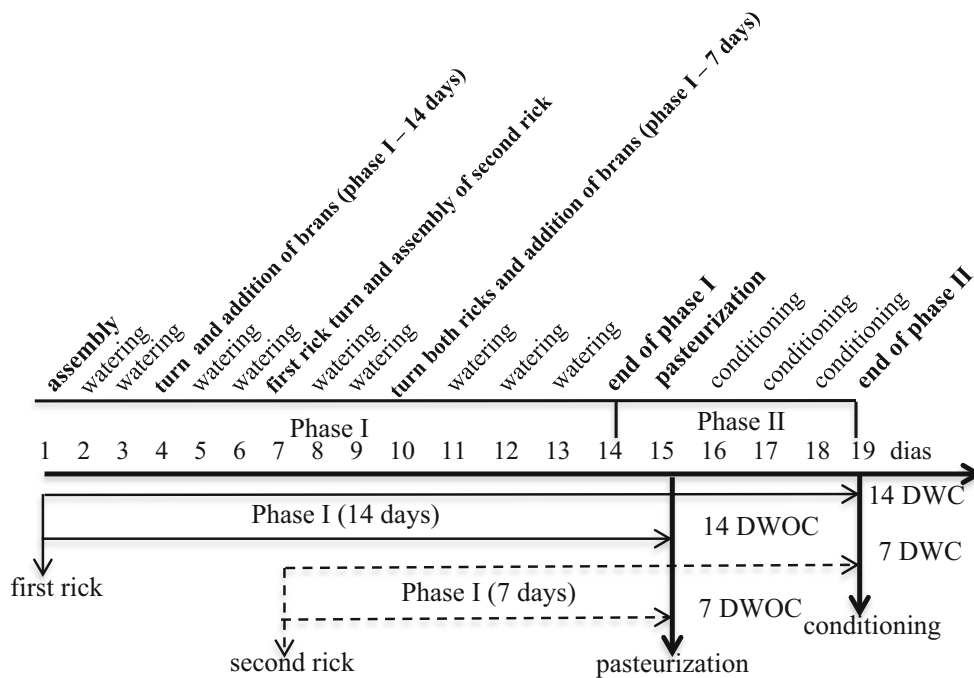 assembly
watering
watering
turn and addition of brans (phase I – 14 days)
watering
watering
first rick turn and assembly of second rick
watering
watering
turn both ricks and addition of brans (phase I – 7 days)
watering
watering
watering
end of phase I
pasteurization
conditioning
conditioning
conditioning
end of phase II
Phase I Phase II
1 2 3 4 5 6 7 8 9 10 11 12 13 14 15 16 17 18 19 dias
14 DWC
Phase I (14 days) 14 DWOC
7 DWC
first rick
Phase I (7 days) 7 DWOC
conditioning
second rick pasteurization